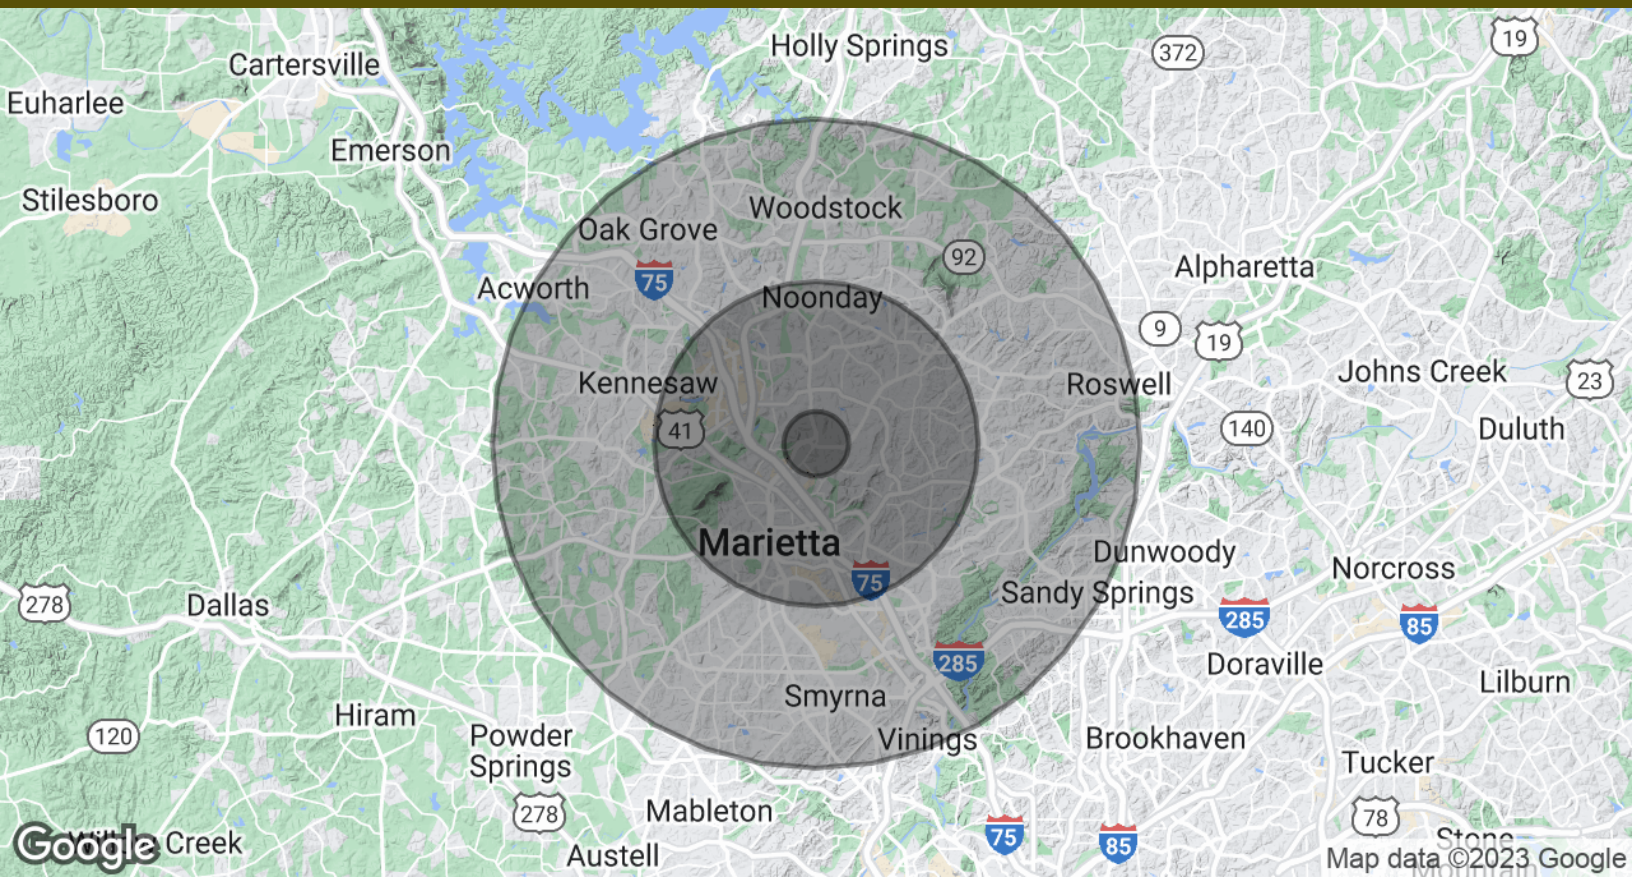 Holly Springs
372
19
Cartersville
Euharlee
Emerson
Stilesboro
Woodstock
Oak Grove
92
Alpharetta
75
Acworth
Noonday
9
19
Johns Creek
23
Kennesaw
Roswell
41
140
Duluth
Marietta
Dunwoody
Norcross
75
Sandy Springs
278
Dallas
285
85
285
Doraville
Lilburn
Smyrna
Hiram
120
Powder
Springs
Vinings
Brookhaven
Tucker
278
Mableton
78
75
85
Google
Creek
Austell
Stone
Mountain
Map data ©2023 Google